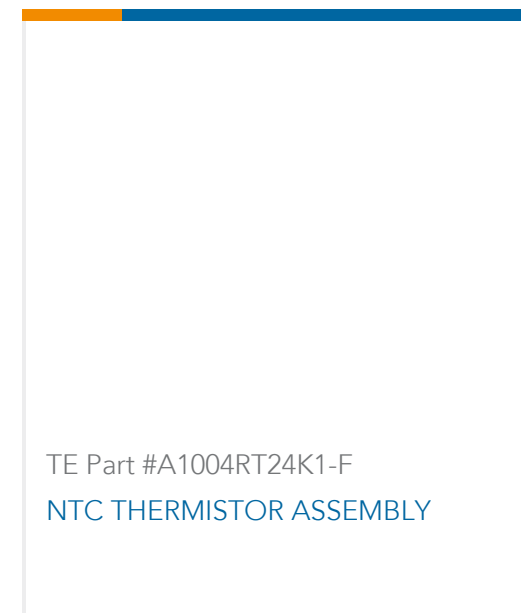 TE Part #A1004RT24K1-F
NTC THERMISTOR ASSEMBLY